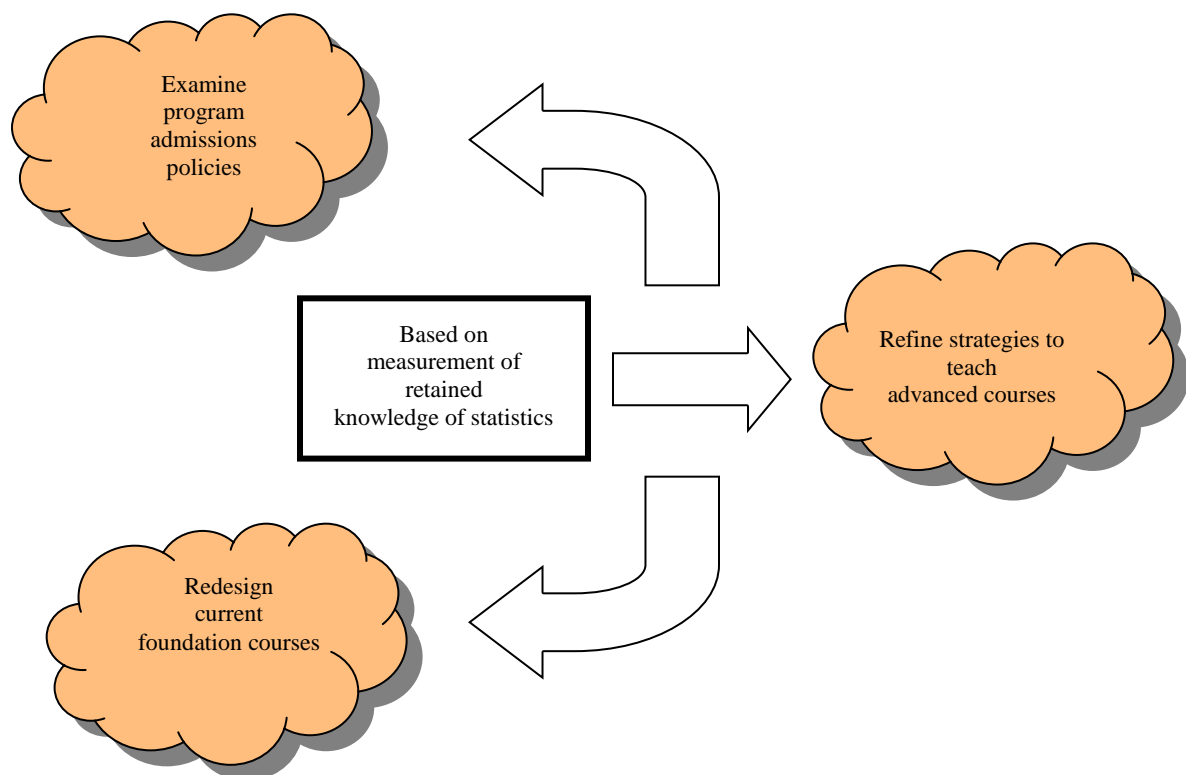 Examine
program
admissions
policies
Based on
measurement of
retained
knowledge of statistics
Refine strategies to
teach
advanced courses
Redesign
current
foundation courses